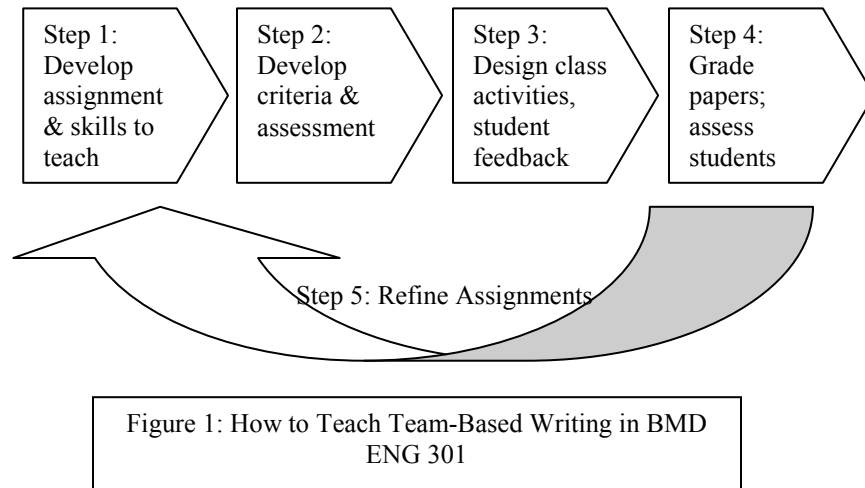 Step 1:
Develop
assignment
& skills to
teach
Step 2:
Develop
criteria &
assessment
Step 3:
Design class
activities,
student
feedback
Step 4:
Grade
papers;
assess
students
Step 5: Refine Assignments
Figure 1: How to Teach Team-Based Writing in BMD
ENG 301